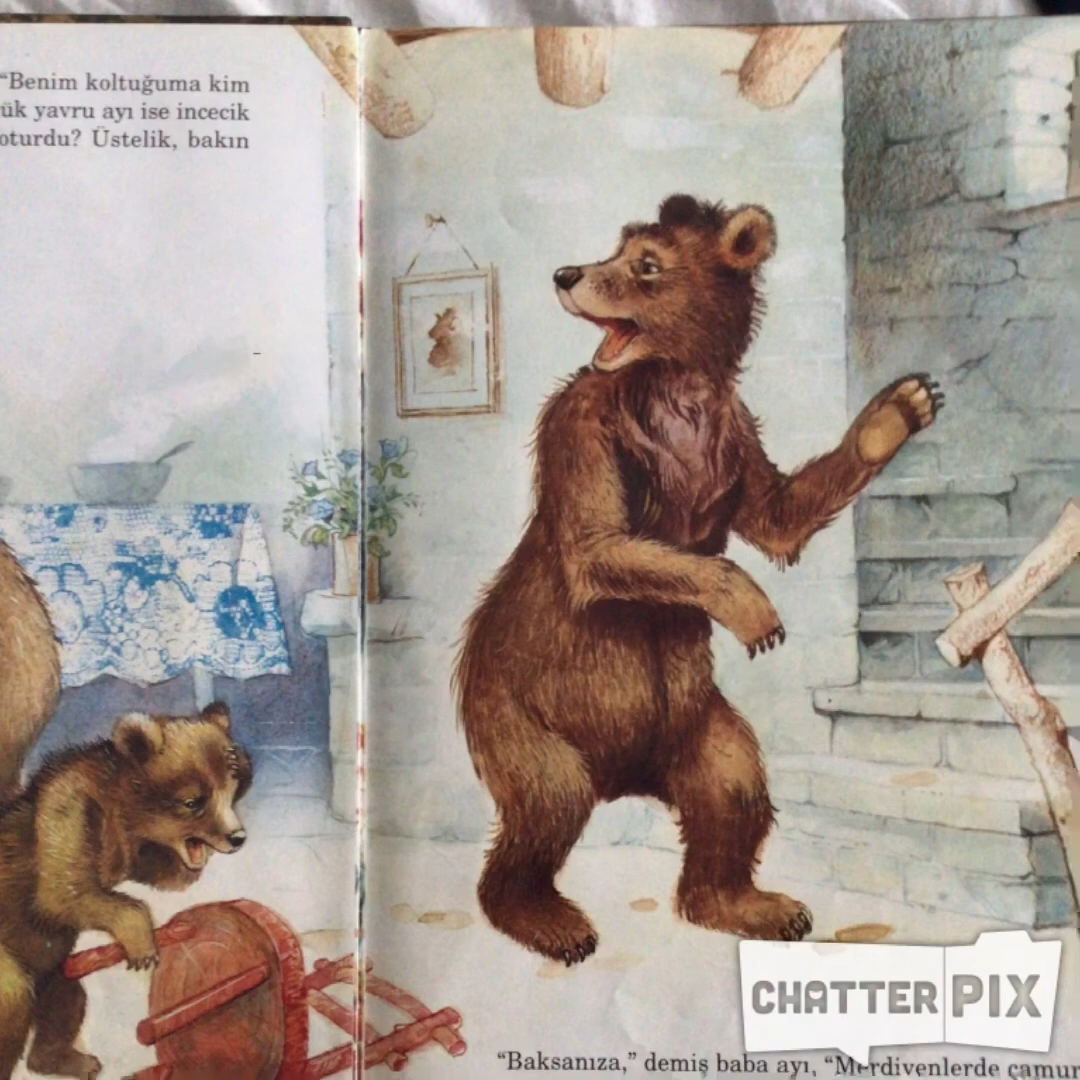 “Benim koltuğuma kim
ük yavru ayı ise incecik
oturdu? Üstelik, bakın
“Baksanıza,” demiş baba ayı, “Merdivenlerde çamur
CHATTER PIX